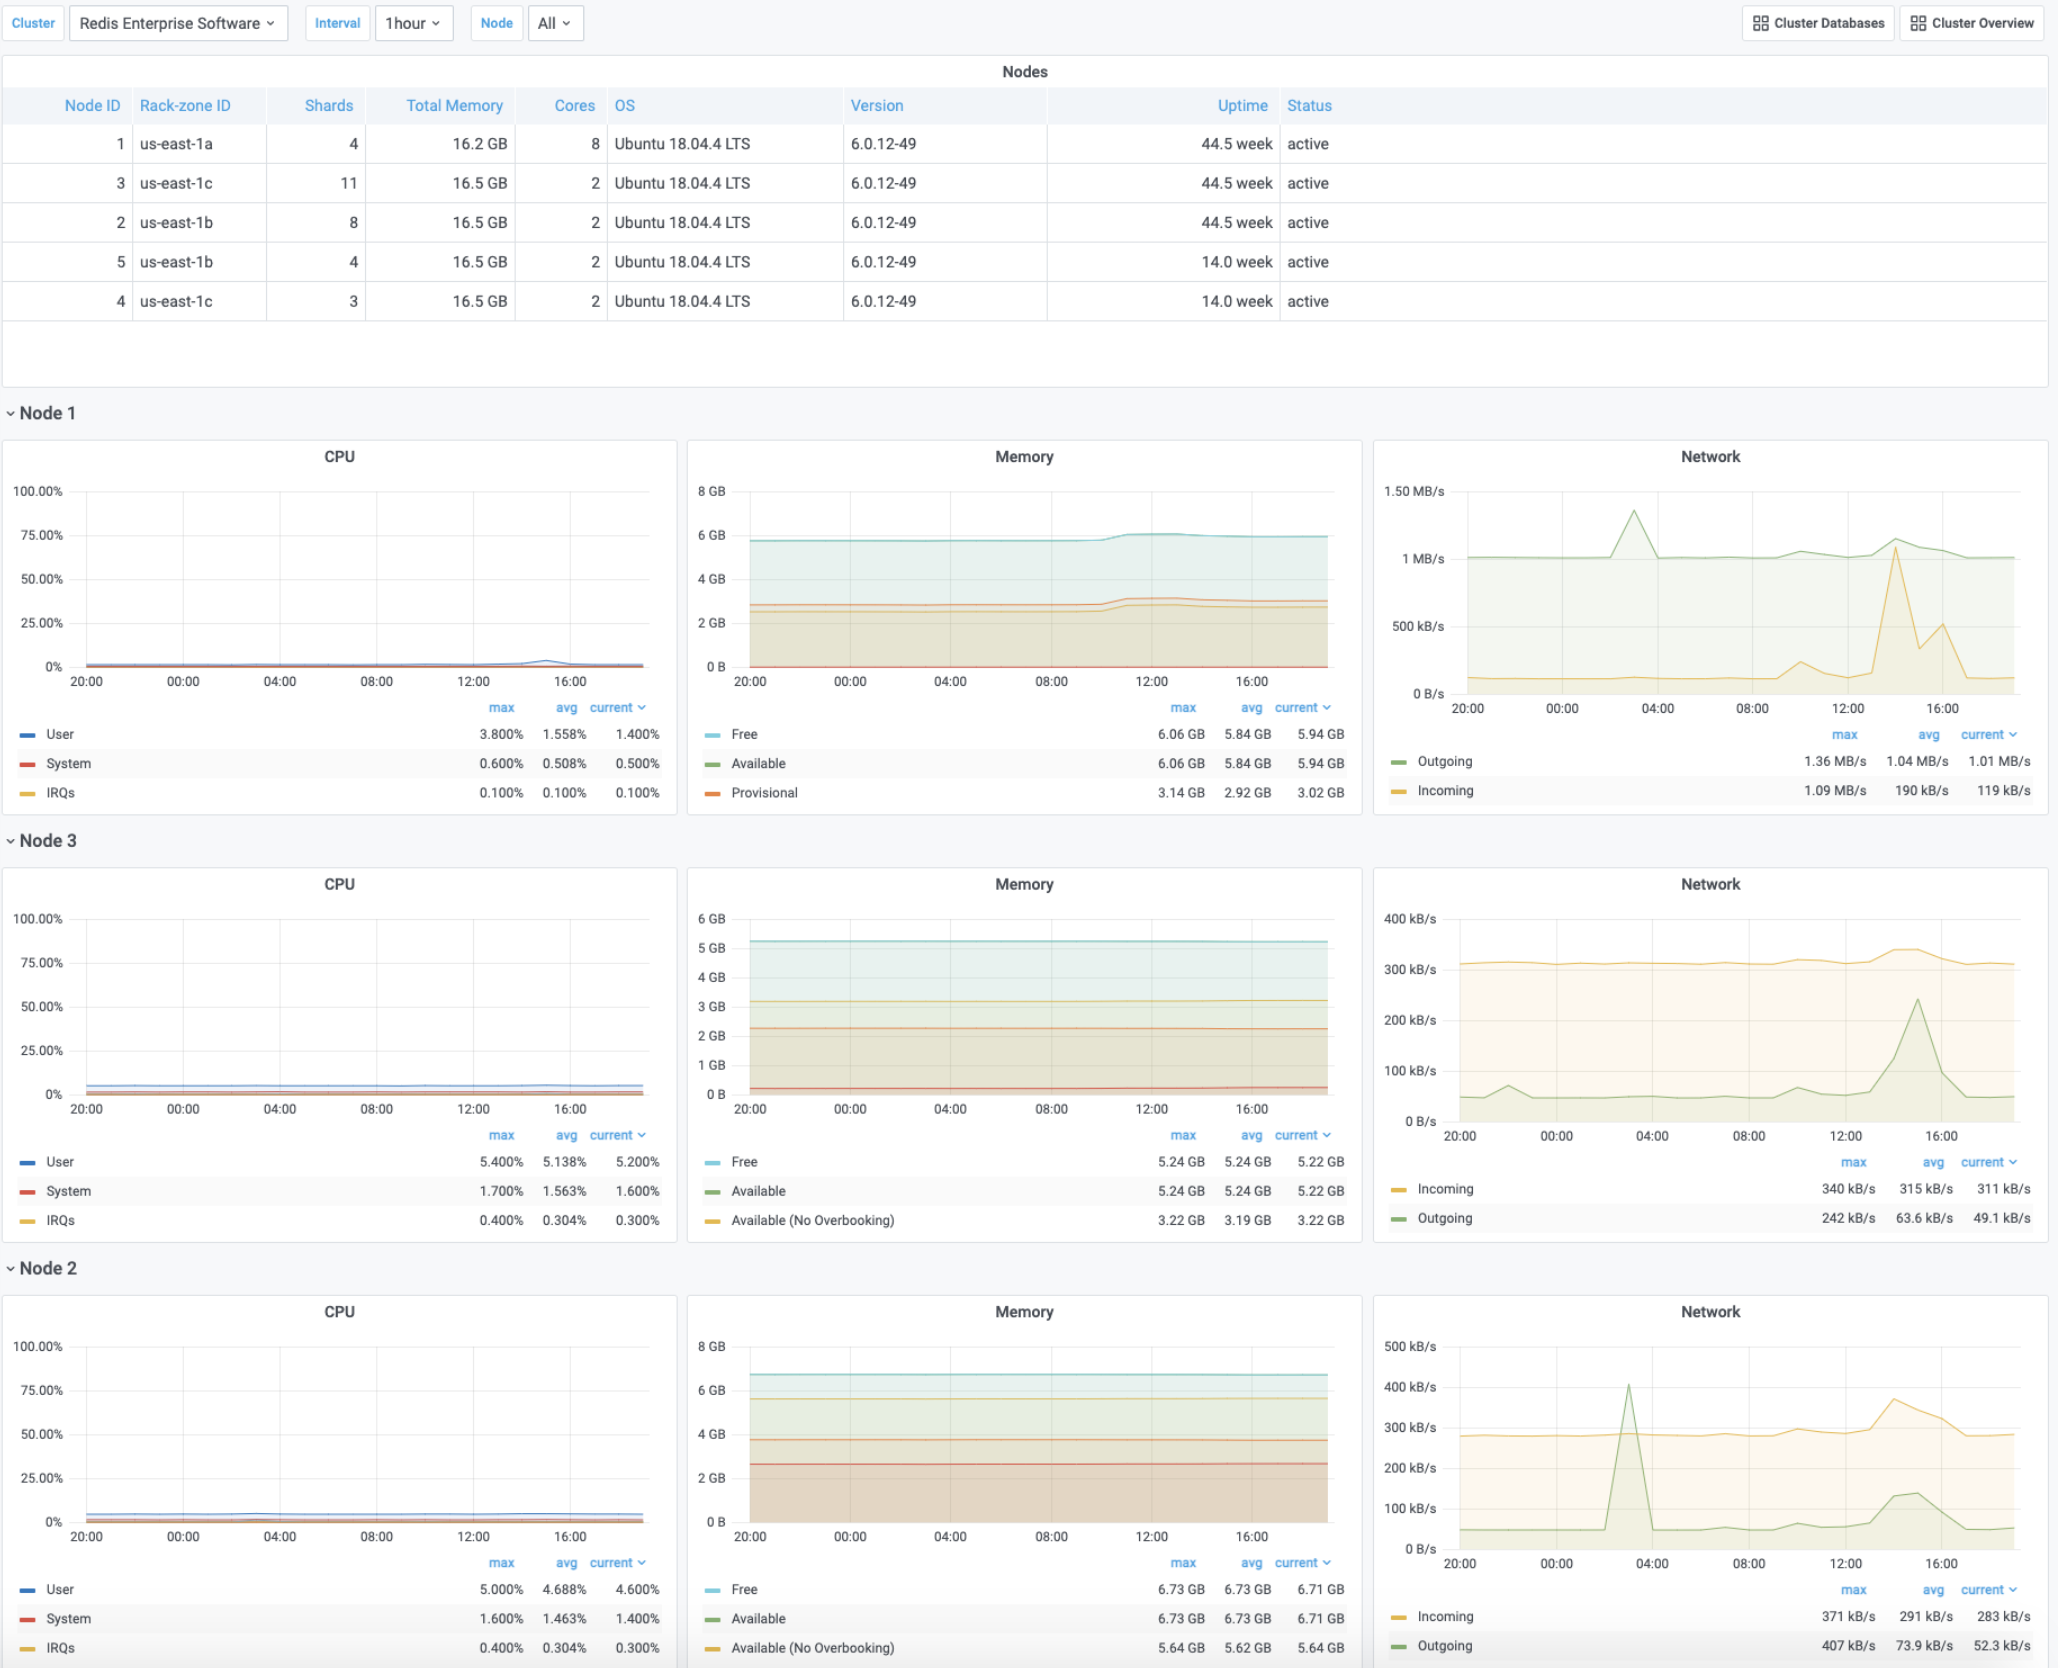 Cluster Redis Enterprise Software Interval 1hour Node All Cluster Databases Cluster Overview
Nodes
Node ID Rack-zone ID Shards Total Memory Cores OS Version Uptime Status
1 us-east-1a 4 16.2 GB 8 Ubuntu 18.04.4 LTS 6.0.12-49 44.5 week active
3 us-east-1c 11 16.5 GB 2 Ubuntu 18.04.4 LTS 6.0.12-49 44.5 week active
2 us-east-1b 8 16.5 GB 2 Ubuntu 18.04.4 LTS 6.0.12-49 44.5 week active
5 us-east-1b 4 16.5 GB 2 Ubuntu 18.04.4 LTS 6.0.12-49 14.0 week active
4 us-east-1c 3 16.5 GB 2 Ubuntu 18.04.4 LTS 6.0.12-49 14.0 week active
Node 1
CPU
100.00%
75.00%
50.00%
25.00%
0%
20:00 00:00 04:00 08:00 12:00 16:00
max avg current
User 3.800% 1.558% 1.400%
System 0.600% 0.508% 0.500%
IRQs 0.100% 0.100% 0.100%
Memory
8 GB
6 GB
4 GB
2 GB
0 B
20:00 00:00 04:00 08:00 12:00 16:00
max avg current
Free 6.06 GB 5.84 GB 5.94 GB
Available 6.06 GB 5.84 GB 5.94 GB
Provisional 3.14 GB 2.92 GB 3.02 GB
Network
1.50 MB/s
1 MB/s
500 kB/s
0 B/s
20:00 00:00 04:00 08:00 12:00 16:00
max avg current
Outgoing 1.36 MB/s 1.04 MB/s 1.01 MB/s
Incoming 1.09 MB/s 190 kB/s 119 kB/s
Node 3
CPU
100.00%
75.00%
50.00%
25.00%
0%
20:00 00:00 04:00 08:00 12:00 16:00
max avg current
User 5.400% 5.138% 5.200%
System 1.700% 1.563% 1.600%
IRQs 0.400% 0.304% 0.300%
Memory
6 GB
5 GB
4 GB
3 GB
2 GB
1 GB
0 B
20:00 00:00 04:00 08:00 12:00 16:00
max avg current
Free 5.24 GB 5.24 GB 5.22 GB
Available 5.24 GB 5.24 GB 5.22 GB
Available (No Overbooking) 3.22 GB 3.19 GB 3.22 GB
Network
400 kB/s
300 kB/s
200 kB/s
100 kB/s
0 B/s
20:00 00:00 04:00 08:00 12:00 16:00
max avg current
Incoming 340 kB/s 315 kB/s 311 kB/s
Outgoing 242 kB/s 63.6 kB/s 49.1 kB/s
Node 2
CPU
100.00%
75.00%
50.00%
25.00%
0%
20:00 00:00 04:00 08:00 12:00 16:00
max avg current
User 5.000% 4.688% 4.600%
System 1.600% 1.463% 1.400%
IRQs 0.400% 0.304% 0.300%
Memory
8 GB
6 GB
4 GB
2 GB
0 B
20:00 00:00 04:00 08:00 12:00 16:00
max avg current
Free 6.73 GB 6.73 GB 6.71 GB
Available 6.73 GB 6.73 GB 6.71 GB
Available (No Overbooking) 5.64 GB 5.62 GB 5.64 GB
Network
500 kB/s
400 kB/s
300 kB/s
200 kB/s
100 kB/s
0 B/s
20:00 00:00 04:00 08:00 12:00 16:00
max avg current
Incoming 371 kB/s 291 kB/s 283 kB/s
Outgoing 407 kB/s 73.9 kB/s 52.3 kB/s